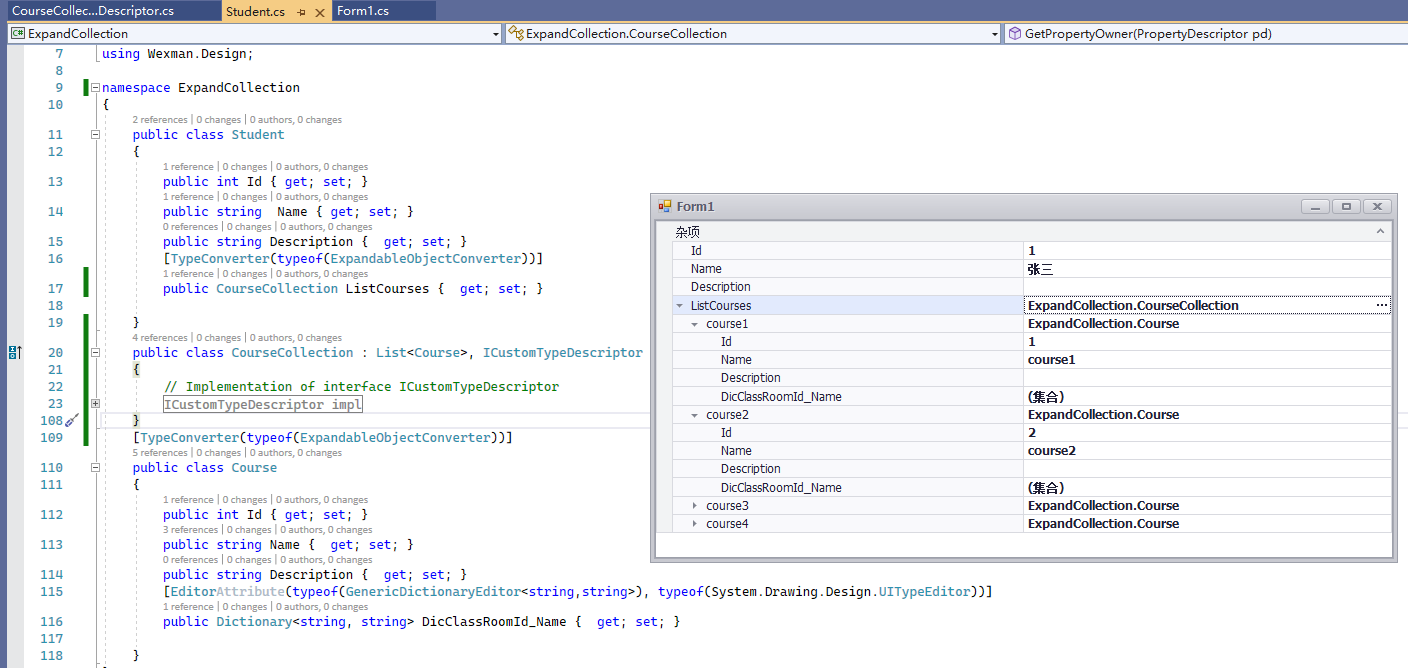 CourseCollec...Descriptor.cs
Student.cs
Form1.cs
ExpandCollection
ExpandCollection.CourseCollection
GetPropertyOwner(PropertyDescriptor pd)
7 using Wexman.Design;
8
9 namespace ExpandCollection
10 {
2 references | 0 changes | 0 authors, 0 changes
11 public class Student
12 {
1 reference | 0 changes | 0 authors, 0 changes
13 public int Id { get; set; }
1 reference | 0 changes | 0 authors, 0 changes
14 public string  Name { get; set; }
0 references | 0 changes | 0 authors, 0 changes
15 public string Description {  get; set; }
16 [TypeConverter(typeof(ExpandableObjectConverter))]
1 reference | 0 changes | 0 authors, 0 changes
17 public CourseCollection ListCourses {  get; set; }
18
19 }
4 references | 0 changes | 0 authors, 0 changes
20 public class CourseCollection : List<Course>, ICustomTypeDescriptor
21 {
22 // Implementation of interface ICustomTypeDescriptor
23 ICustomTypeDescriptor impl
108 }
109 [TypeConverter(typeof(ExpandableObjectConverter))]
5 references | 0 changes | 0 authors, 0 changes
110 public class Course
111 {
1 reference | 0 changes | 0 authors, 0 changes
112 public int Id { get; set; }
3 references | 0 changes | 0 authors, 0 changes
113 public string Name {  get; set; }
0 references | 0 changes | 0 authors, 0 changes
114 public string Description {  get; set; }
115 [EditorAttribute(typeof(GenericDictionaryEditor<string,string>), typeof(System.Drawing.Design.UITypeEditor))]
1 reference | 0 changes | 0 authors, 0 changes
116 public Dictionary<string, string> DicClassRoomId_Name {  get; set; }
117
118 }
Form1
杂项
Id 1
Name 张三
Description
ListCourses ExpandCollection.CourseCollection ...
course1 ExpandCollection.Course
Id 1
Name course1
Description
DicClassRoomId_Name (集合)
course2 ExpandCollection.Course
Id 2
Name course2
Description
DicClassRoomId_Name (集合)
course3 ExpandCollection.Course
course4 ExpandCollection.Course